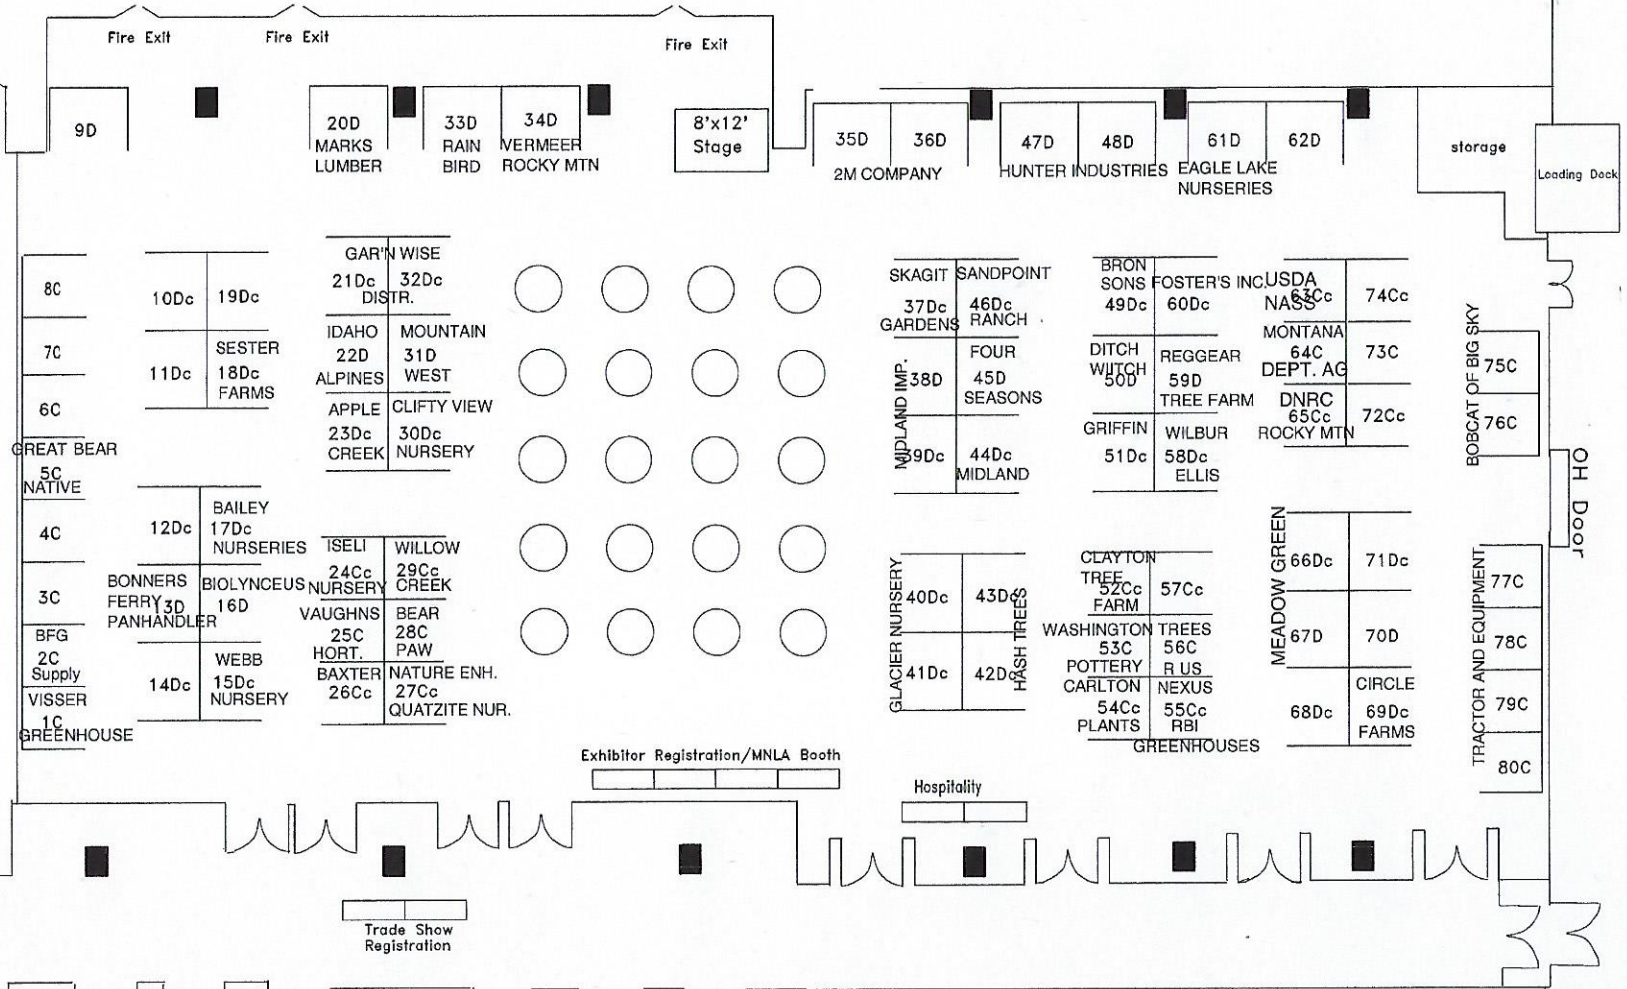 Fire Exit
Fire Exit
Fire Exit
9D
20D
MARKS
LUMBER
33D
RAIN
BIRD
34D
VERMEER
ROCKY MTN
8'x12'
Stage
35D
36D
2M COMPANY
47D
48D
HUNTER INDUSTRIES
61D
62D
EAGLE LAKE
NURSERIES
storage
Loading Dock
8C
7C
6C
GREAT BEAR
5C
NATIVE
4C
3C
BFG
2C
Supply
VISSER
1C
GREENHOUSE
10Dc
19Dc
11Dc
SESTER
18Dc
FARMS
12Dc
BAILEY
17Dc
NURSERIES
BONNERS
FERRY
13D
PANHANDLER
BIOLYNCEUS
16D
14Dc
WEBB
15Dc
NURSERY
GAR'N WISE
21Dc
32Dc
DISTR.
IDAHO
22D
ALPINES
MOUNTAIN
31D
WEST
APPLE
23Dc
CREEK
CLIFTY VIEW
30Dc
NURSERY
ISELI
24Cc
NURSERY
WILLOW
29Cc
CREEK
VAUGHNS
25C
HORT.
BEAR
28C
PAW
BAXTER
26Cc
NATURE ENH.
27Cc
QUATZITE NUR.
SKAGIT
37Dc
GARDENS
SANDPOINT
46Dc
RANCH
MIDLAND IMP.
38D
FOUR
45D
SEASONS
39Dc
44Dc
MIDLAND
GLACIER NURSERY
40Dc
43Dc
41Dc
42Dc
HASH TREES
BRON
SONS
49Dc
FOSTER'S INC.
60Dc
DITCH
WIITCH
50D
REGGEAR
59D
TREE FARM
GRIFFIN
51Dc
WILBUR
58Dc
ELLIS
CLAYTON
TREE
52Cc
FARM
57Cc
WASHINGTON TREES
53C
POTTERY
56C
R US
CARLTON
54Cc
PLANTS
NEXUS
55Cc
RBI
GREENHOUSES
USDA
NASS
63Cc
74Cc
MONTANA
64C
DEPT. AG
73C
DNRC
65Cc
ROCKY MTN
72Cc
MEADOW GREEN
66Dc
71Dc
67D
70D
68Dc
CIRCLE
69Dc
FARMS
BOBCAT OF BIG SKY
75C
76C
OH Door
TRACTOR AND EQUIPMENT
77C
78C
79C
80C
Exhibitor Registration/MNLA Booth
Hospitality
Trade Show
Registration